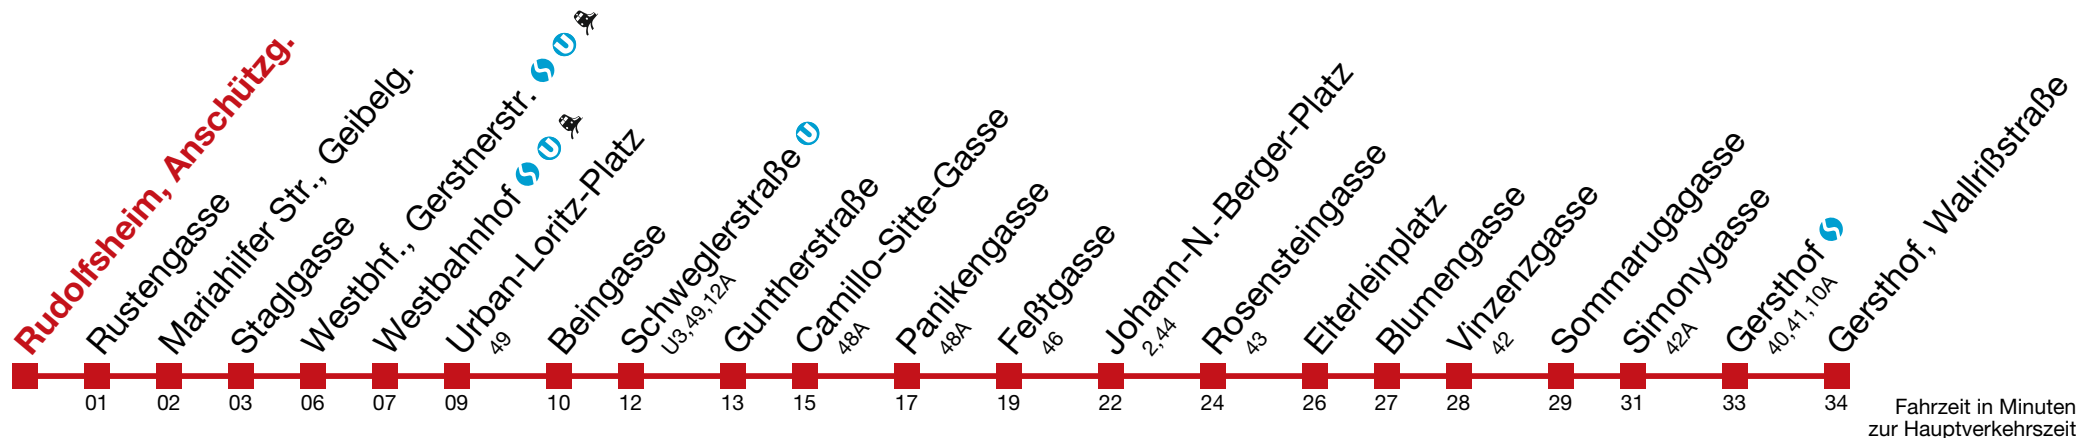 Rudolfsheim, Anschützg.
Rustengasse
Mariahilfer Str., Geibelg.
Staglgasse
Westbhf., Gerstnerstr.
Westbahnhof
Urban-Loritz-Platz
49
Beingasse
Schweglerstraße
U3,49,12A
Guntherstraße
Camillo-Sitte-Gasse
48A
Panikengasse
48A
Feßtgasse
46
Johann-N.-Berger-Platz
2,44
Rosensteingasse
43
Elterleinplatz
Blumengasse
Vinzenzgasse
42
Sommarugagasse
Simonygasse
42A
Gersthof
40,41,10A
Gersthof, Wallrißstraße
01 02 03 06 07 09 10 12 13 15 17 19 22 24 26 27 28 29 31 33 34
Fahrzeit in Minuten
zur Hauptverkehrszeit